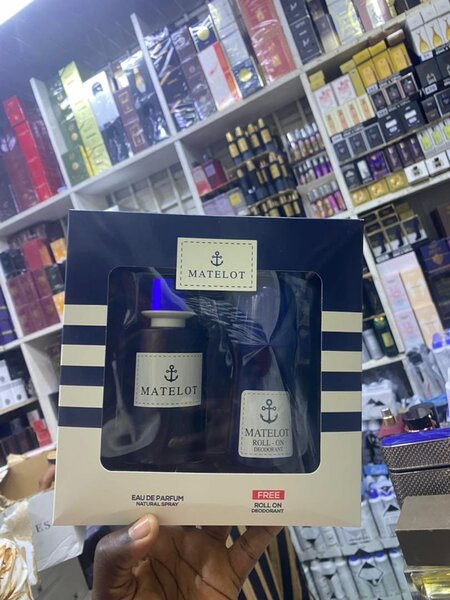 MATELOT
MATELOT
MATELOT
ROLL - ON
DEODORANT
EAU DE PARFUM
NATURAL SPRAY
FREE
ROLL ON
DEODORANT